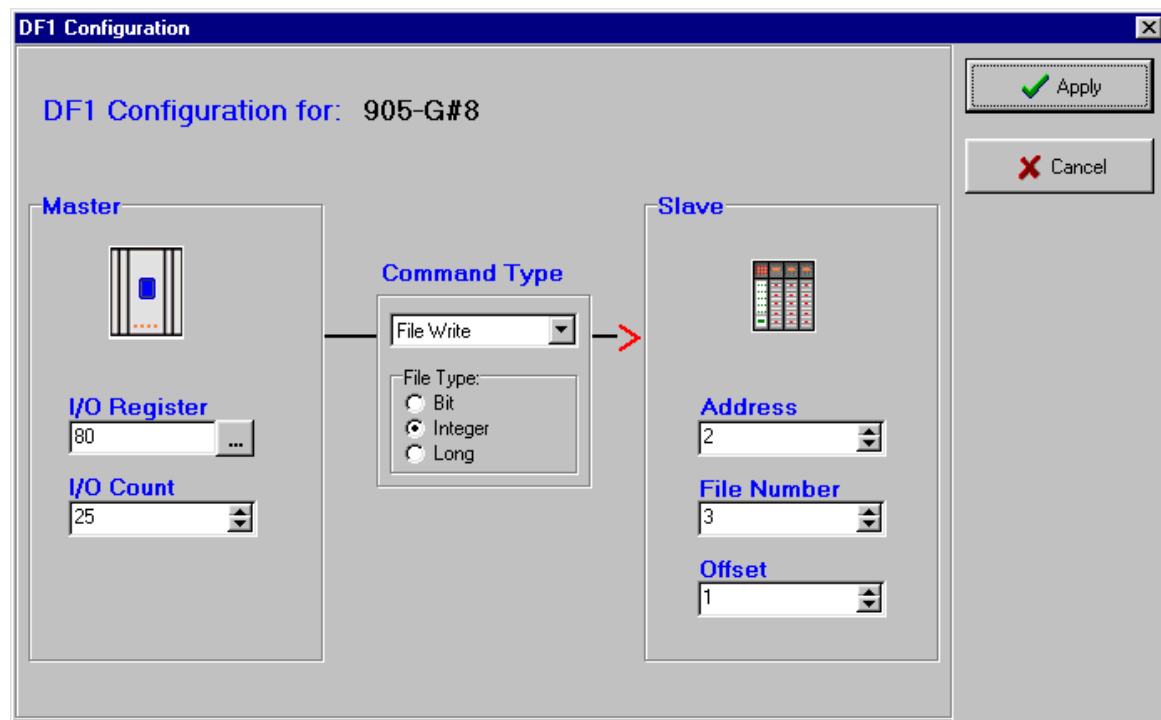 DF1 Configuration
DF1 Configuration for: 905-G#8
Apply
Cancel
Master
I/O Register
80
...
I/O Count
25
Command Type
File Write
File Type:
Bit
Integer
Long
Slave
Address
2
File Number
3
Offset
1